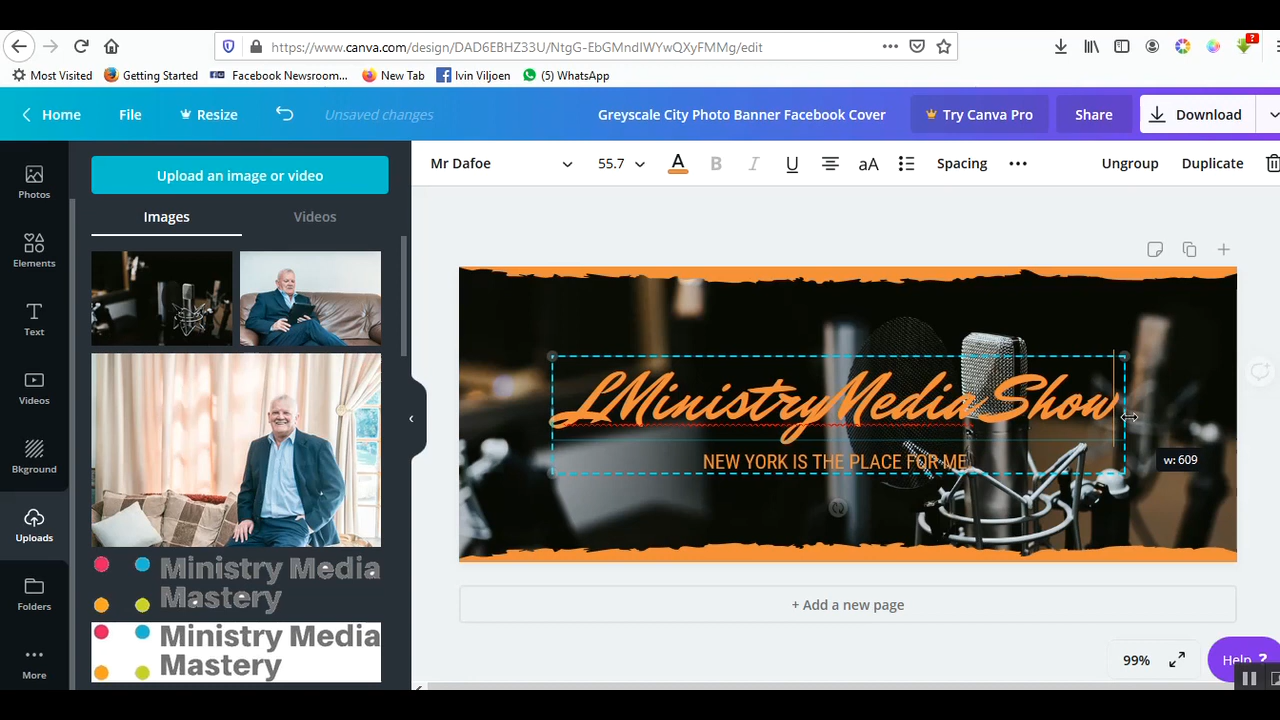 https://www.canva.com/design/DAD6EBHZ33U/NtgG-EbGMndIWYwQXyFMMg/edit
?
Most Visited Getting Started Facebook Newsroom... New Tab Ivin Viljoen (5) WhatsApp
Home File Resize Unsaved changes Greyscale City Photo Banner Facebook Cover Try Canva Pro Share Download
Mr Dafoe 55.7 A B I U aA Spacing Ungroup Duplicate
Photos
Elements
Text
Videos
Bkground
Uploads
Folders
More
Upload an image or video
Images Videos
Ministry Media
Mastery
Ministry Media
Mastery
LMinistryMedia Show
NEW YORK IS THE PLACE FOR ME
w: 609
+ Add a new page
99% Help ?